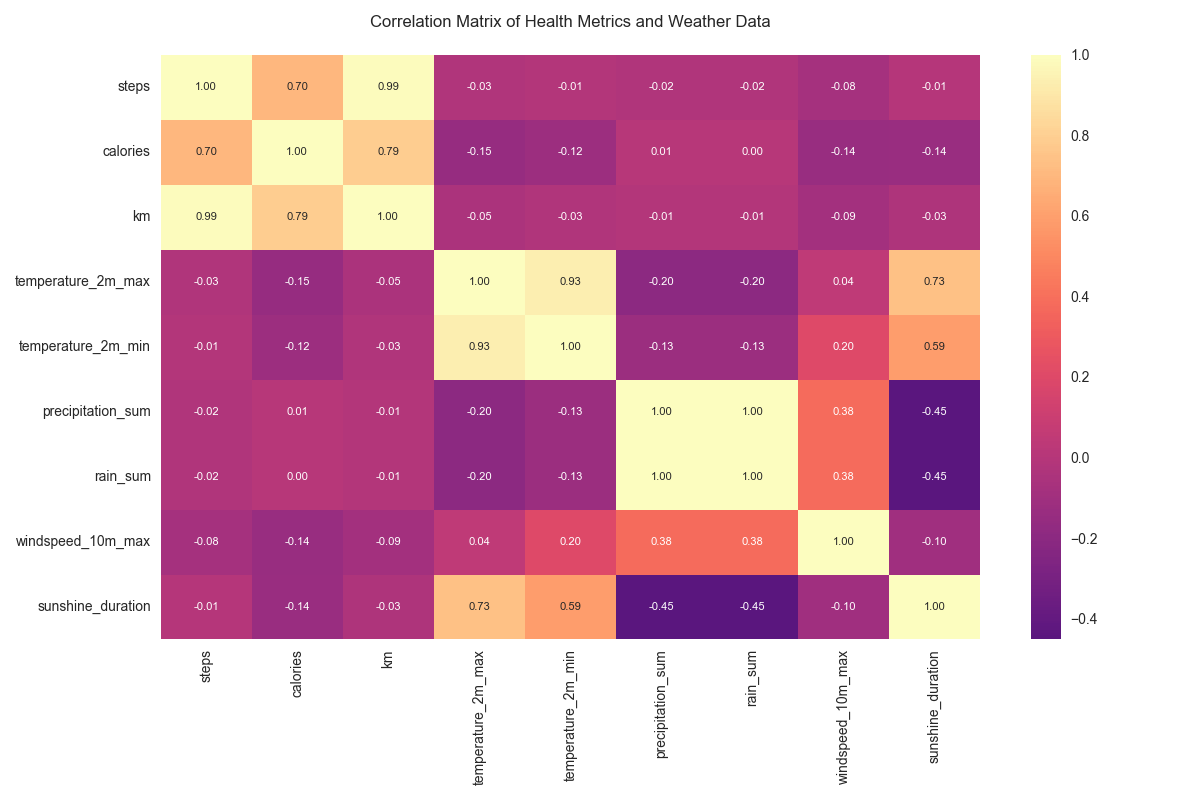 Correlation Matrix of Health Metrics and Weather Data
steps 1.00 0.70 0.99 -0.03 -0.01 -0.02 -0.02 -0.08 -0.01
calories 0.70 1.00 0.79 -0.15 -0.12 0.01 0.00 -0.14 -0.14
km 0.99 0.79 1.00 -0.05 -0.03 -0.01 -0.01 -0.09 -0.03
temperature_2m_max -0.03 -0.15 -0.05 1.00 0.93 -0.20 -0.20 0.04 0.73
temperature_2m_min -0.01 -0.12 -0.03 0.93 1.00 -0.13 -0.13 0.20 0.59
precipitation_sum -0.02 0.01 -0.01 -0.20 -0.13 1.00 1.00 0.38 -0.45
rain_sum -0.02 0.00 -0.01 -0.20 -0.13 1.00 1.00 0.38 -0.45
windspeed_10m_max -0.08 -0.14 -0.09 0.04 0.20 0.38 0.38 1.00 -0.10
sunshine_duration -0.01 -0.14 -0.03 0.73 0.59 -0.45 -0.45 -0.10 1.00
steps
calories
km
temperature_2m_max
temperature_2m_min
precipitation_sum
rain_sum
windspeed_10m_max
sunshine_duration
1.0
0.8
0.6
0.4
0.2
0.0
−0.2
−0.4